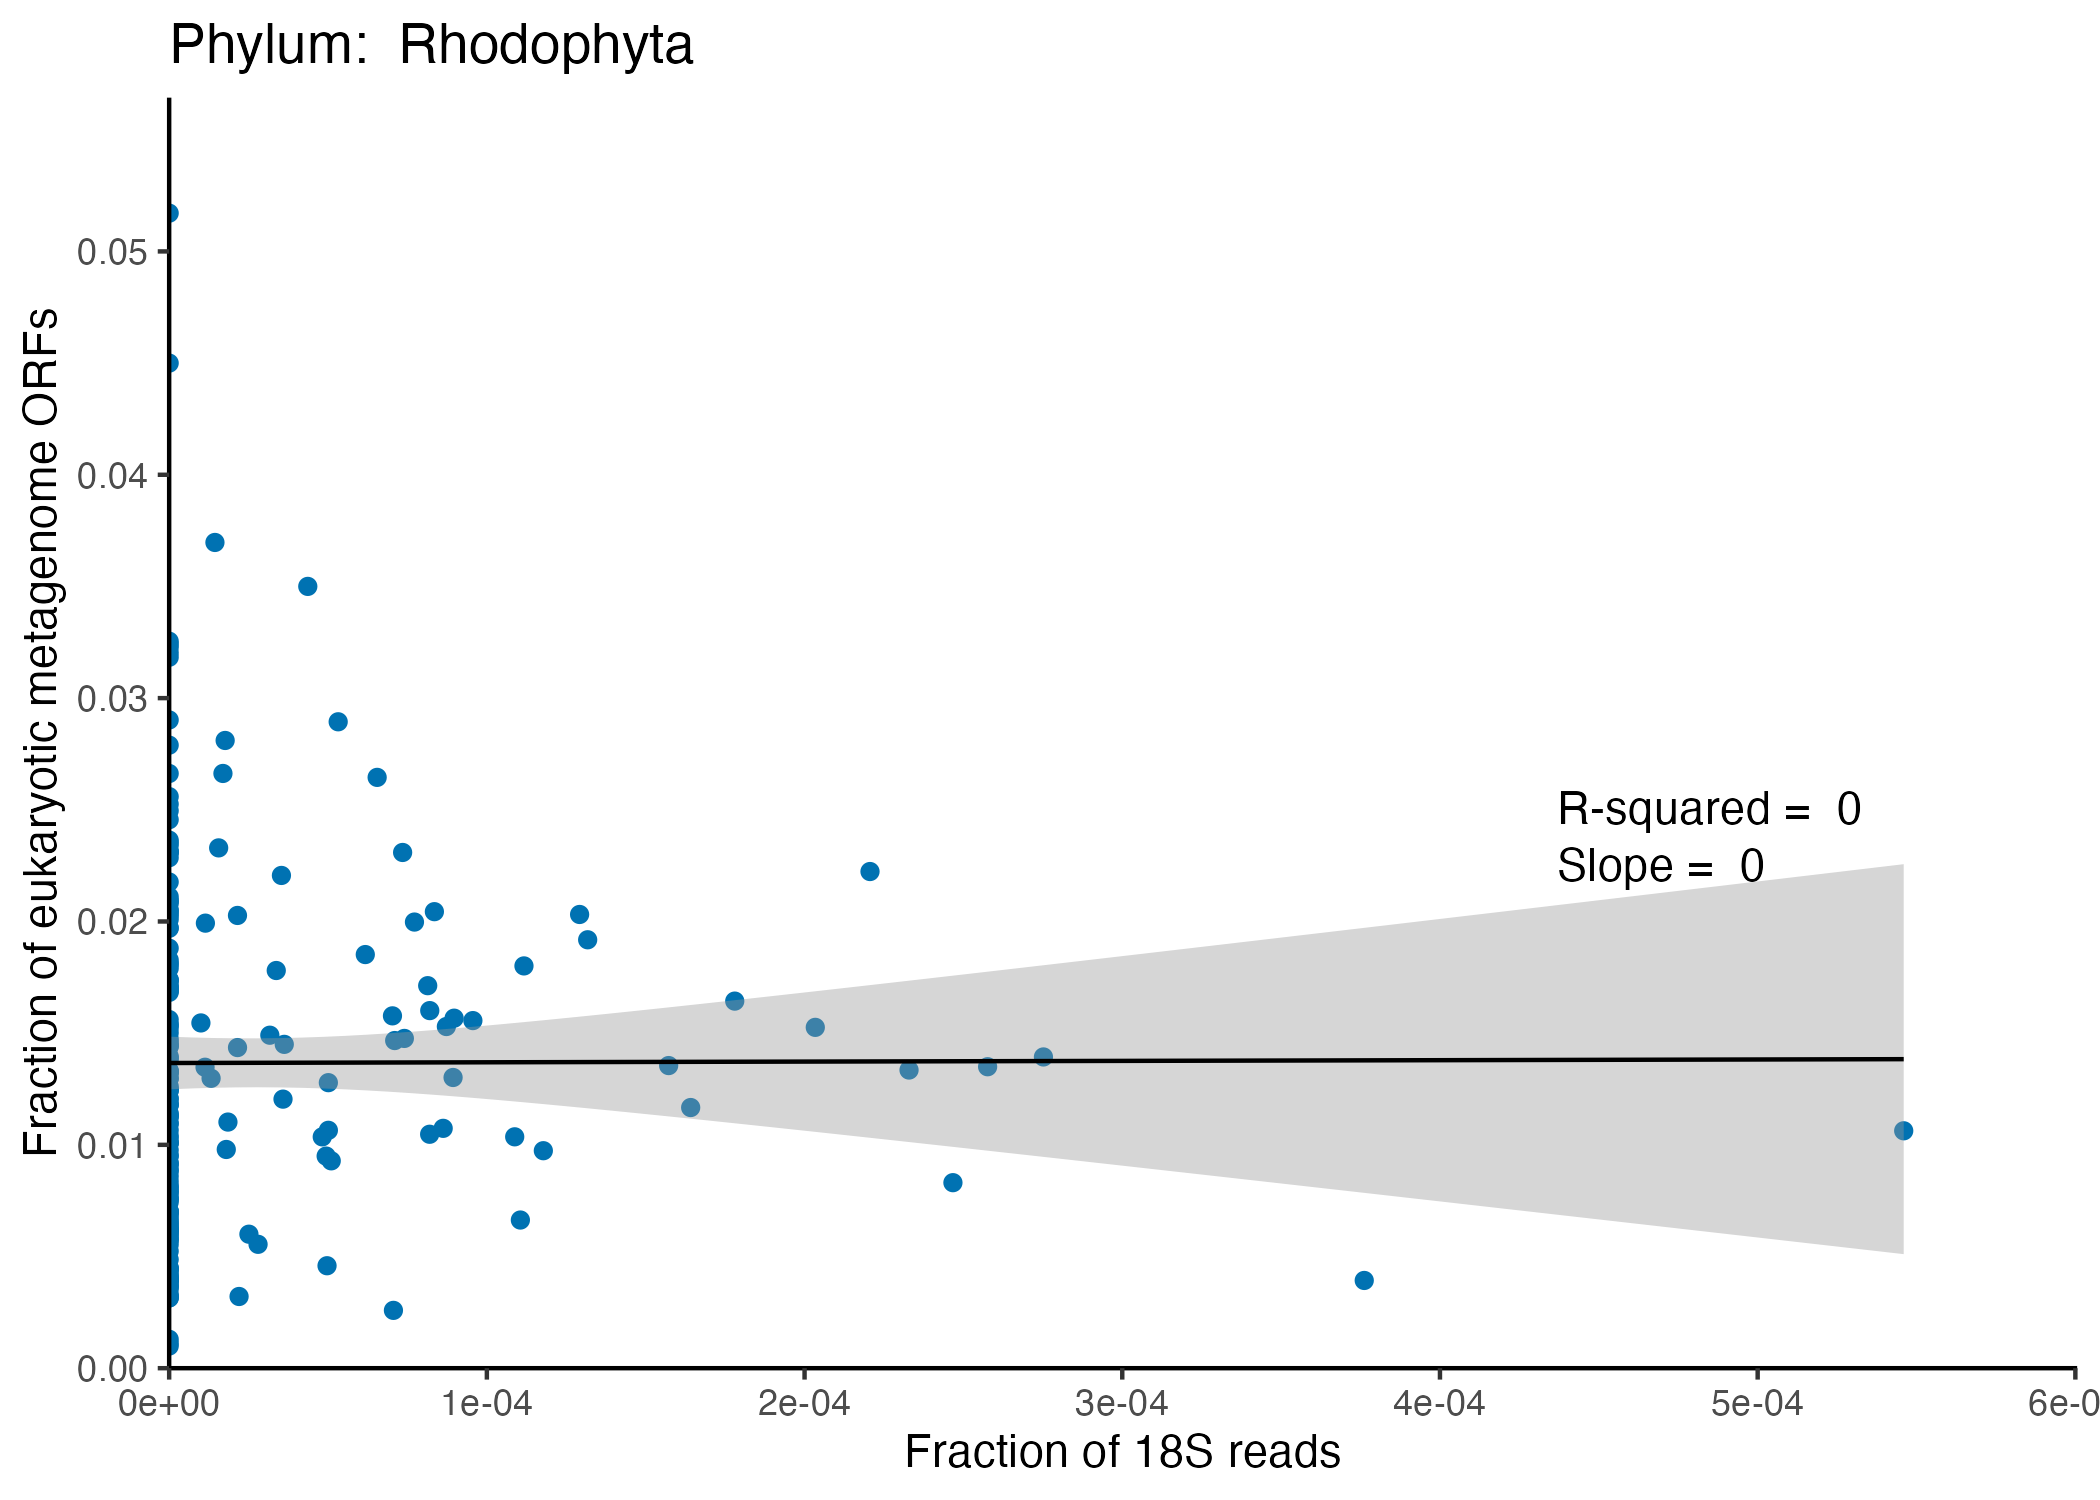 Phylum:  Rhodophyta
Fraction of eukaryotic metagenome ORFs
0.05
0.04
0.03
0.02
0.01
0.00
R-squared =  0
Slope =  0
0e+00 1e-04 2e-04 3e-04 4e-04 5e-04 6e-0
Fraction of 18S reads